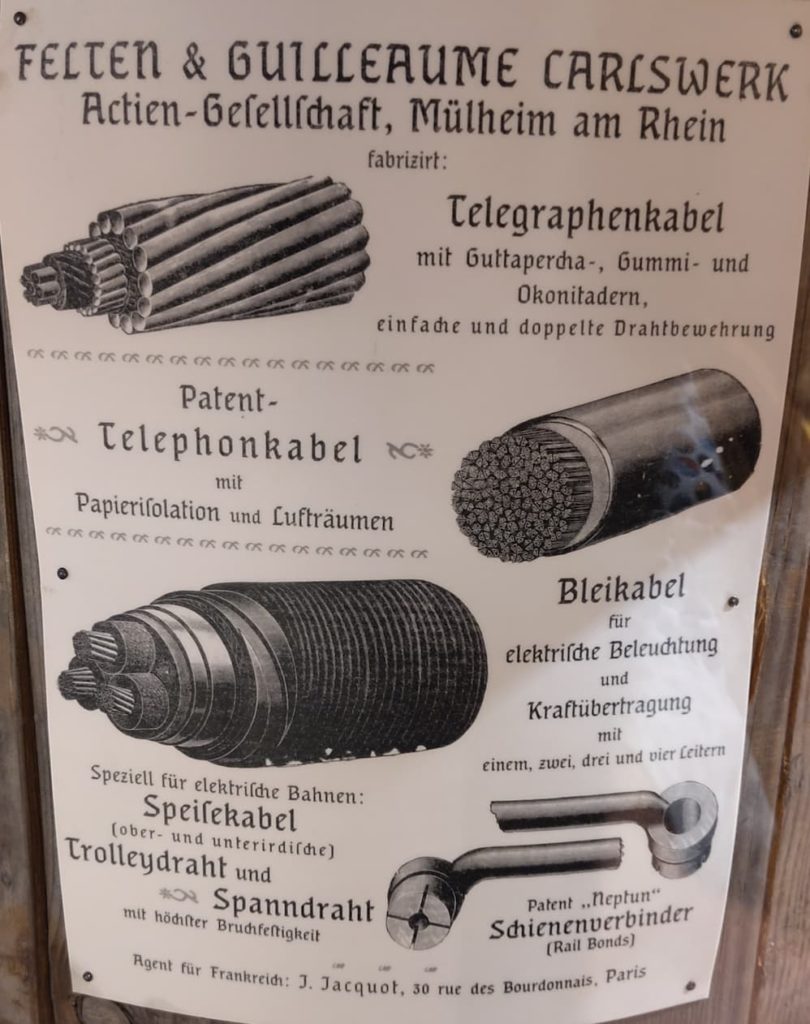 FELTEN & GUILLEAUME CARLSWERK
Actien-Geſellſchaft, Mülheim am Rhein
fabrizirt:
Telegraphenkabel
mit Guttapercha-, Gummi- und
Okonitadern,
einfache und doppelte Drahtbewehrung
Patent-
Telephonkabel
mit
Papieriſolation und Lufträumen
Bleikabel
für
elektriſche Beleuchtung
und
Kraftübertragung
mit
einem, zwei, drei und vier Leitern
Speziell für elektriſche Bahnen:
Speiſekabel
(ober- und unterirdiſche)
Trolleydraht und
Spanndraht
mit höchſter Bruchfeſtigkeit
Patent „Neptun“
Schienenverbinder
(Rail Bonds)
Agent für Frankreich: J. Jacquot, 30 rue des Bourdonnais, Paris